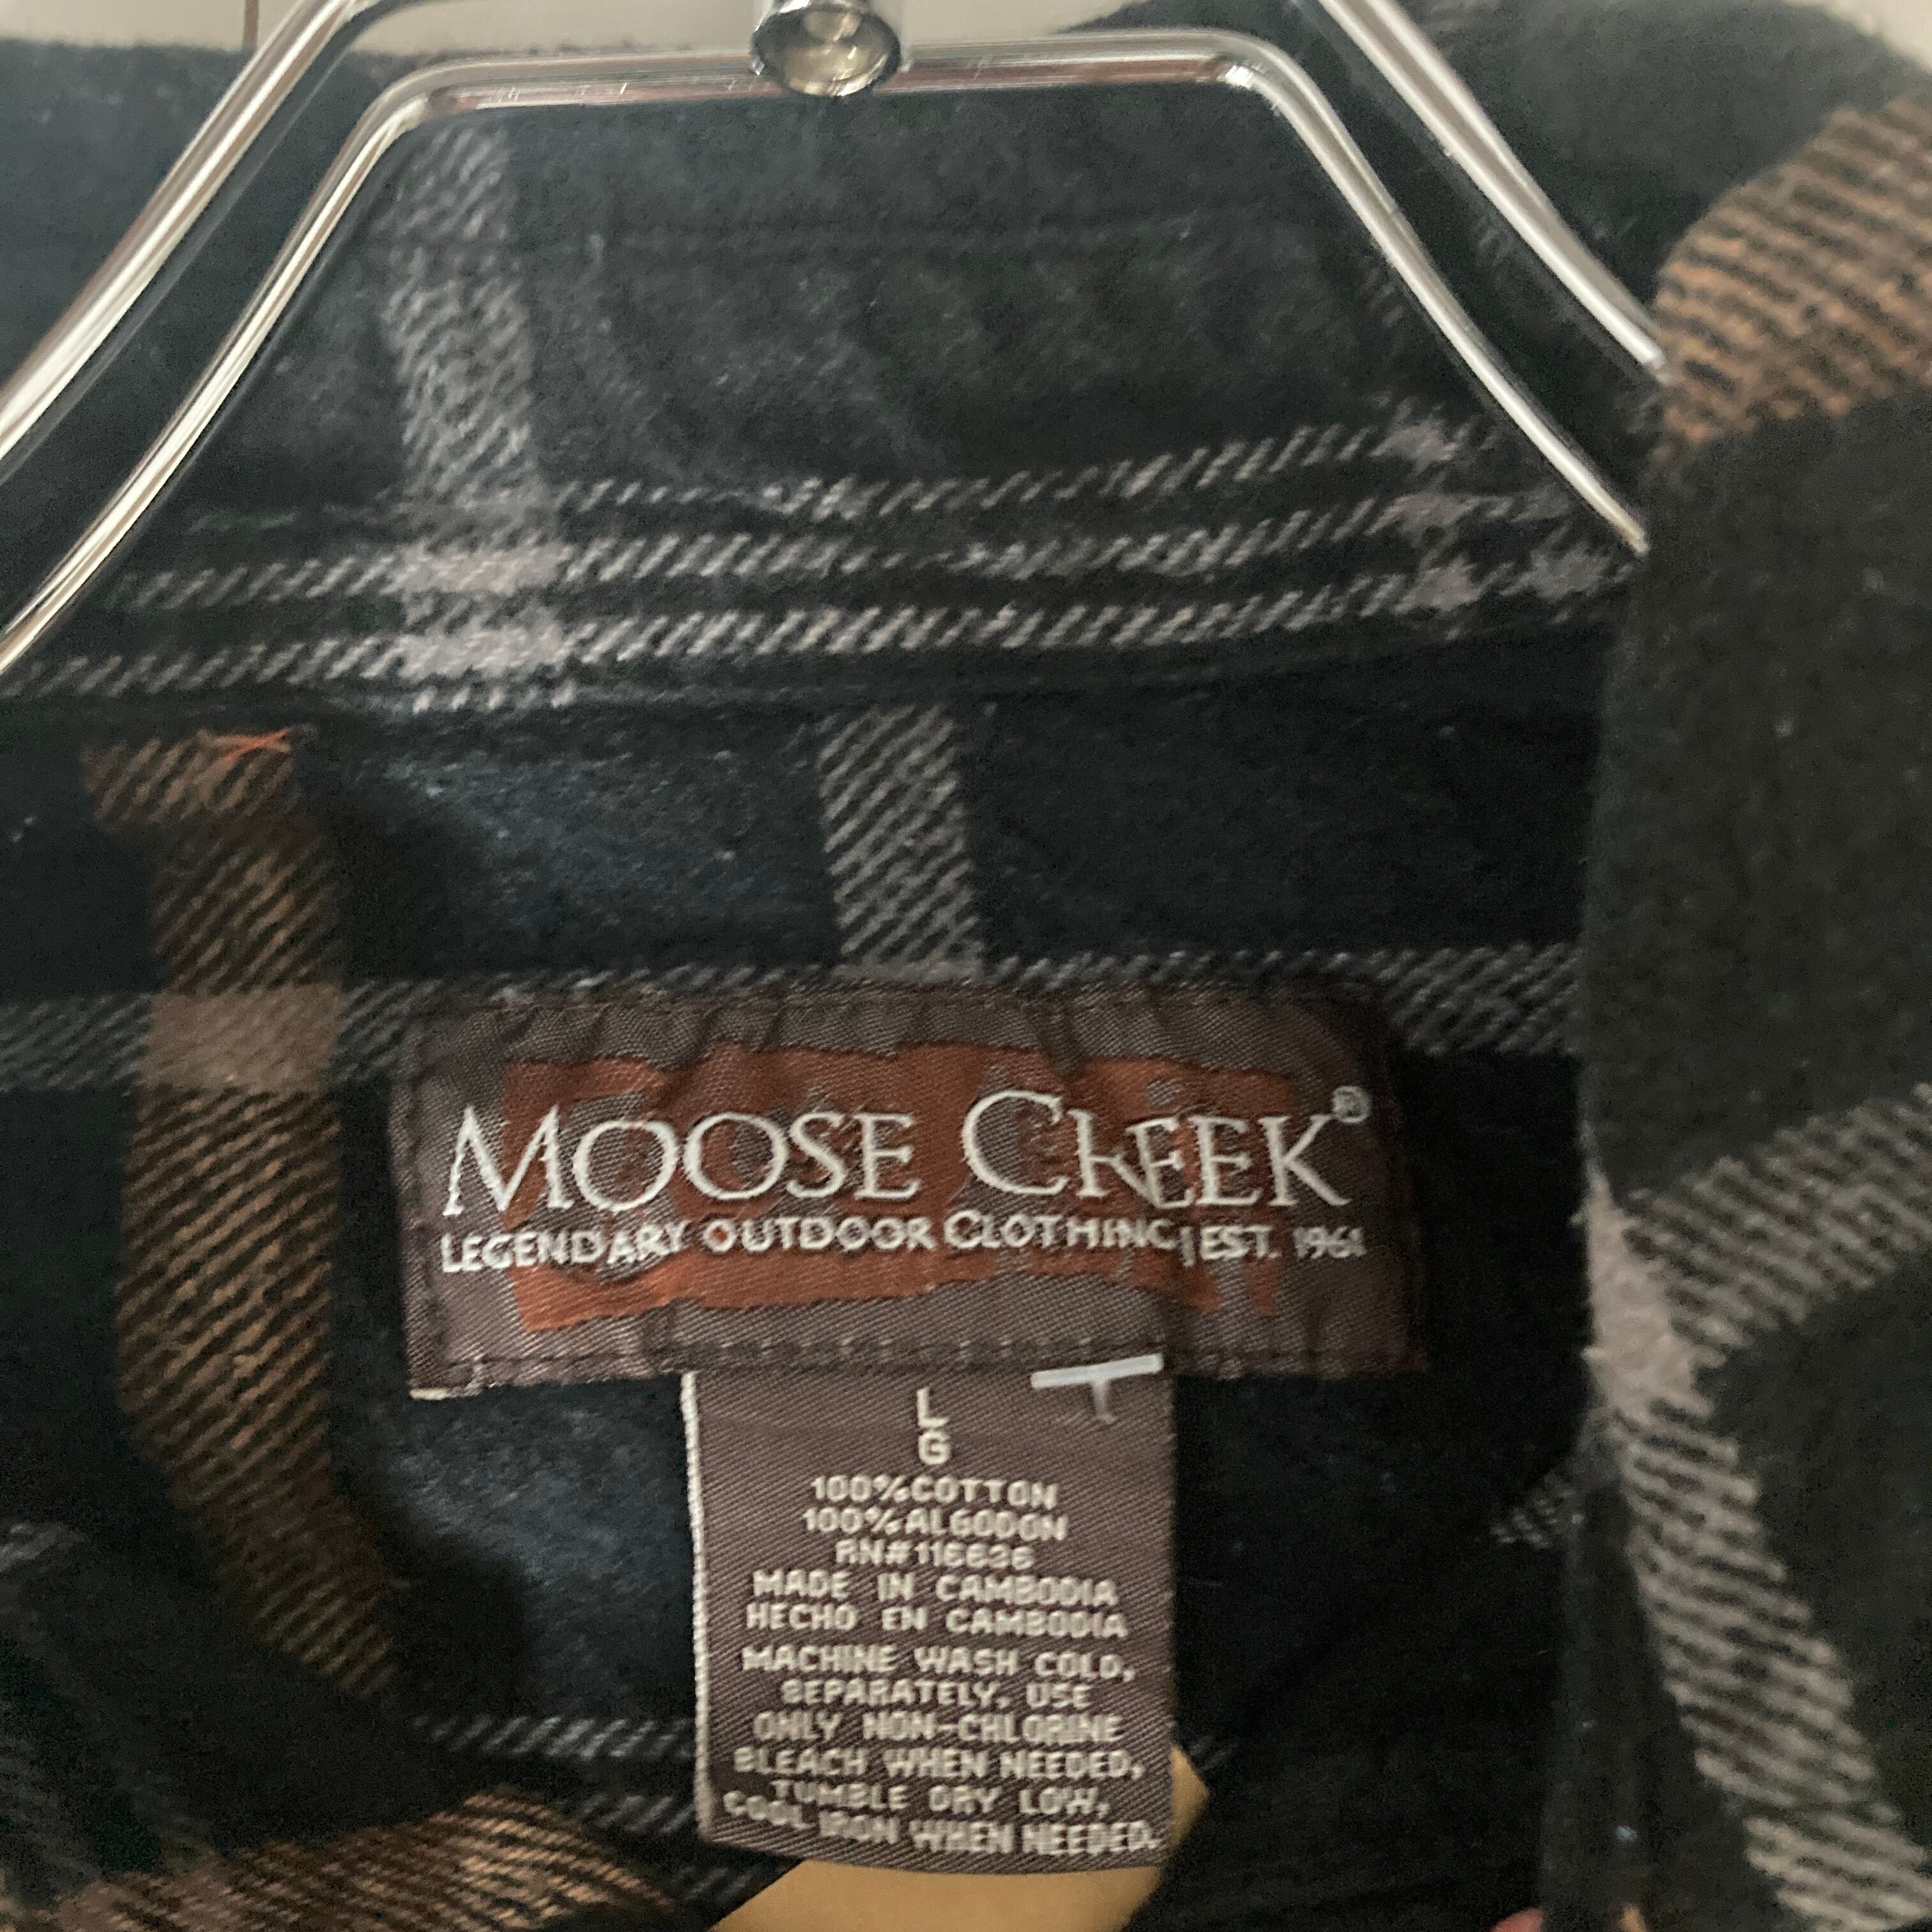 MOOSE CREEK®
LEGENDARY OUTDOOR CLOTHING | EST. 1961
L
G
100% COTTON
100% ALGODON
RN# 116626
MADE IN CAMBODIA
HECHO EN CAMBODIA
MACHINE WASH COLD,
SEPARATELY, USE
ONLY NON-CHLORINE
BLEACH WHEN NEEDED,
TUMBLE DRY LOW,
COOL IRON WHEN NEEDED.